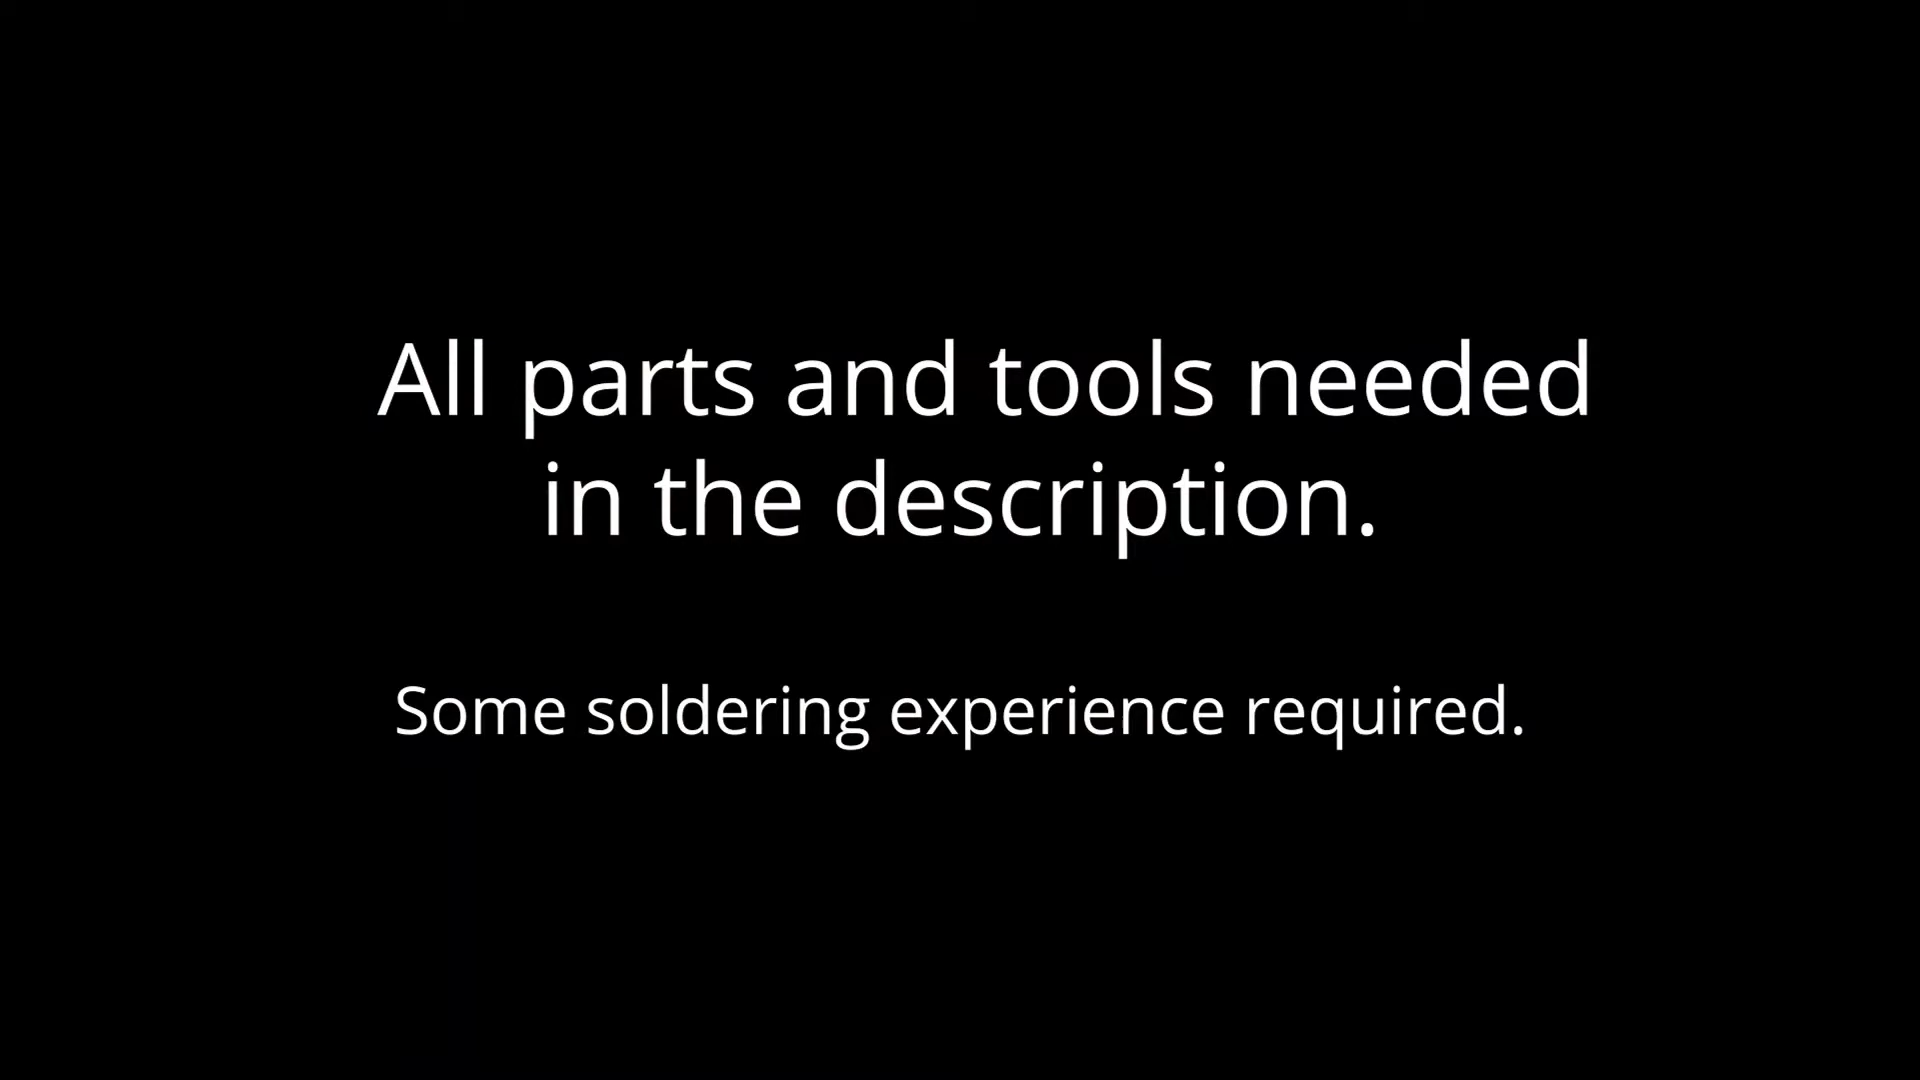 All parts and tools needed
in the description.
Some soldering experience required.